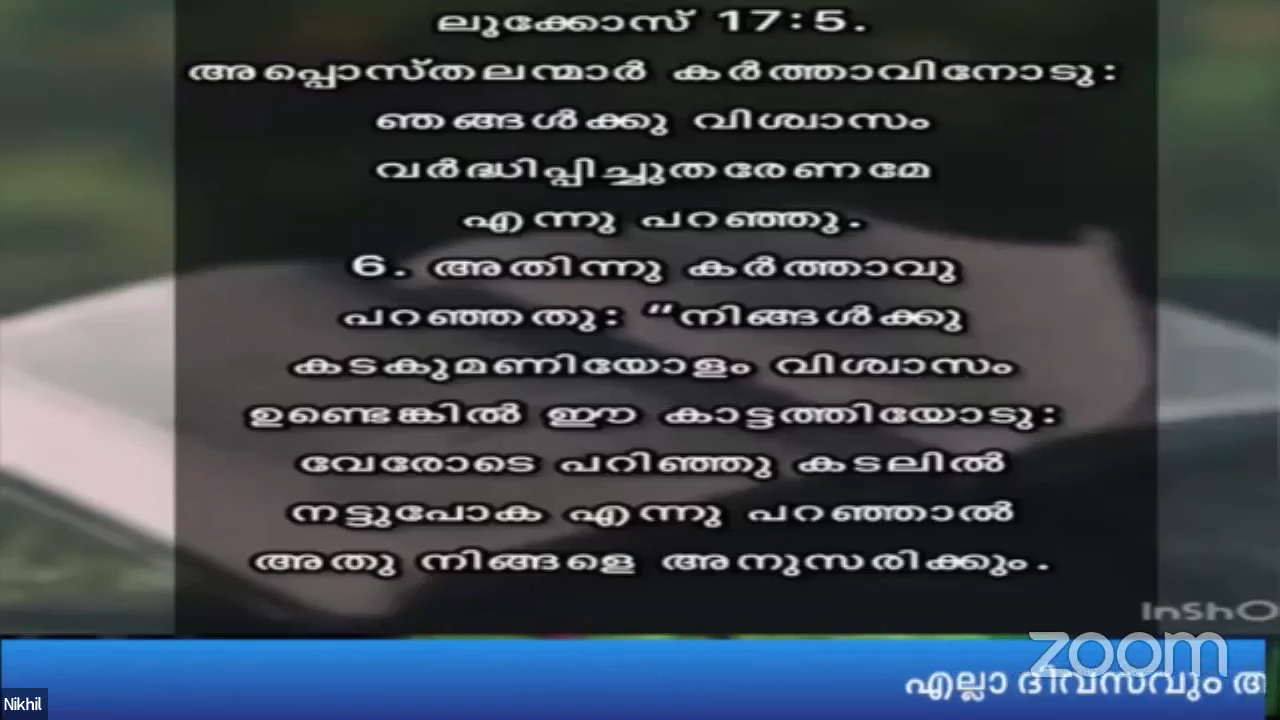 ലൂക്കോസ് 17:5.
അപ്പൊസ്തലന്മാർ കർത്താവിനോടു:
ഞങ്ങൾക്കു വിശ്വാസം
വർദ്ധിപ്പിച്ചുതരേണമേ
എന്നു പറഞ്ഞു.
6. അതിന്നു കർത്താവു
പറഞ്ഞതു: “നിങ്ങൾക്കു
കടകുമണിയോളം വിശ്വാസം
ഉണ്ടെങ്കിൽ ഈ കാട്ടത്തിയോടു:
വേരോടെ പറിഞ്ഞു കടലിൽ
നട്ടുപോക എന്നു പറഞ്ഞാൽ
അതു നിങ്ങളെ അനുസരിക്കും.
InShO
zoom
എല്ലാ ദിവസവും അ
Nikhil